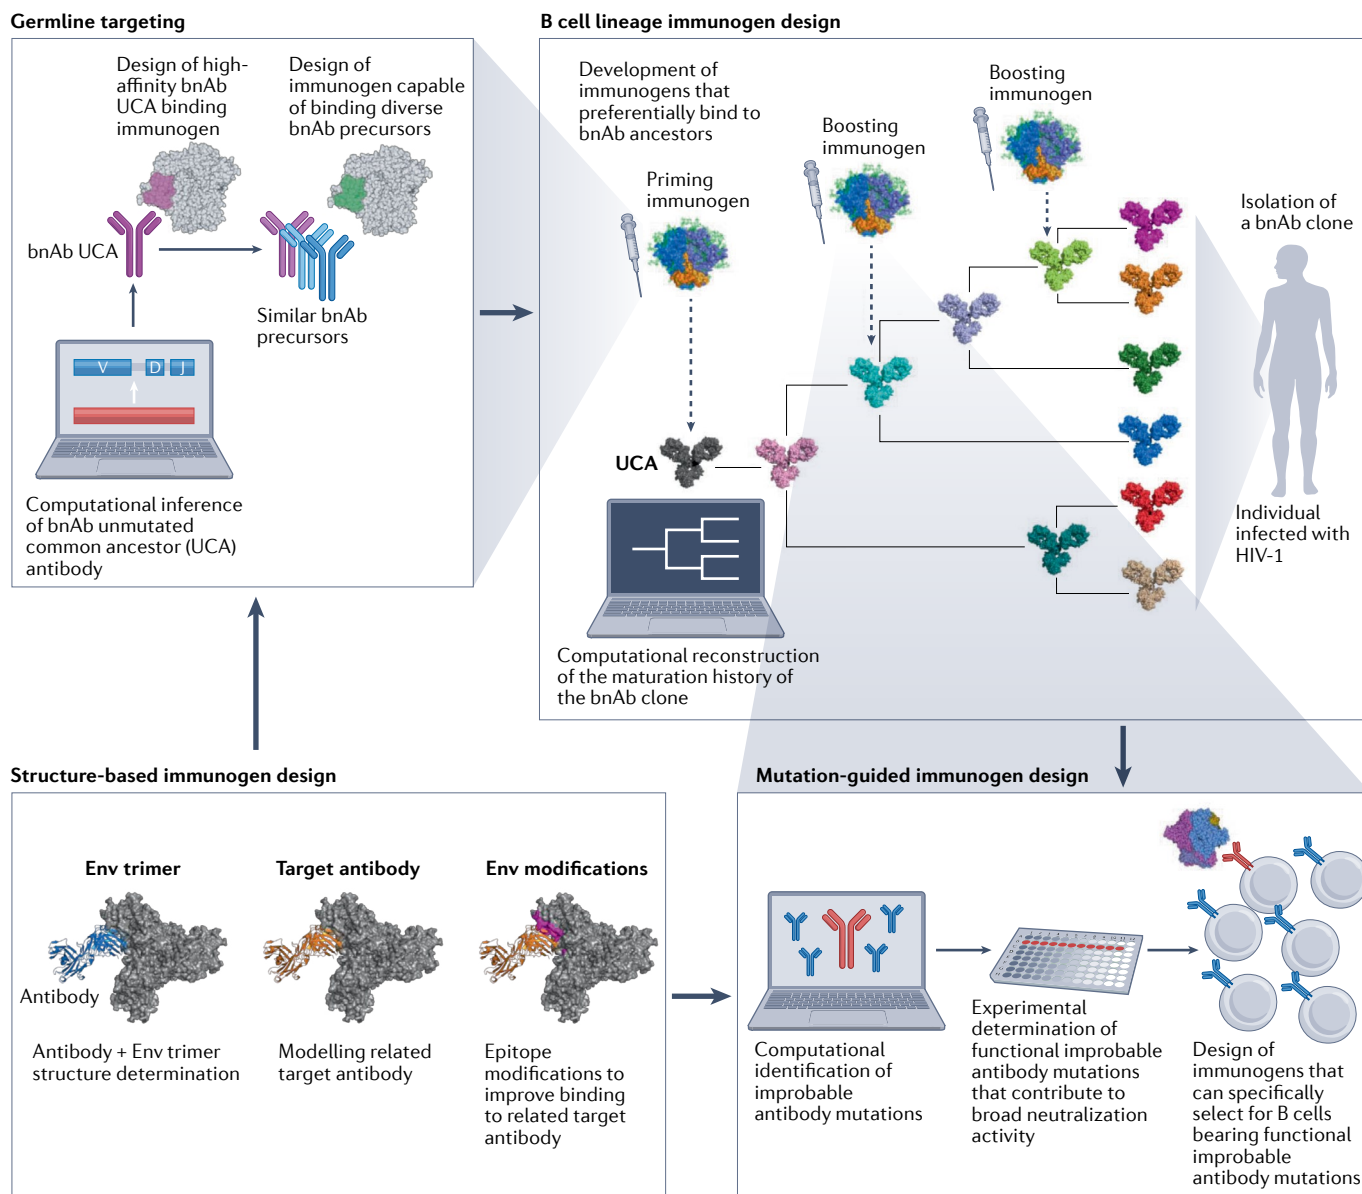 Germline targeting
Design of high-
affinity bnAb
UCA binding
immunogen
Design of
immunogen capable
of binding diverse
bnAb precursors
bnAb UCA
Similar bnAb
precursors
V
D
J
Computational inference
of bnAb unmutated
common ancestor (UCA)
antibody
B cell lineage immunogen design
Development of
immunogens that
preferentially bind to
bnAb ancestors
Priming
immunogen
Boosting
immunogen
Boosting
immunogen
Isolation of
a bnAb clone
UCA
Individual
infected with
HIV-1
Computational reconstruction
of the maturation history of
the bnAb clone
Structure-based immunogen design
Env trimer
Target antibody
Env modifications
Antibody
Antibody + Env trimer
structure determination
Modelling related
target antibody
Epitope
modifications to
improve binding
to related target
antibody
Mutation-guided immunogen design
Computational
identification of
improbable
antibody mutations
Experimental
determination of
functional improbable
antibody mutations
that contribute to
broad neutralization
activity
Design of
immunogens that
can specifically
select for B cells
bearing functional
improbable
antibody mutations